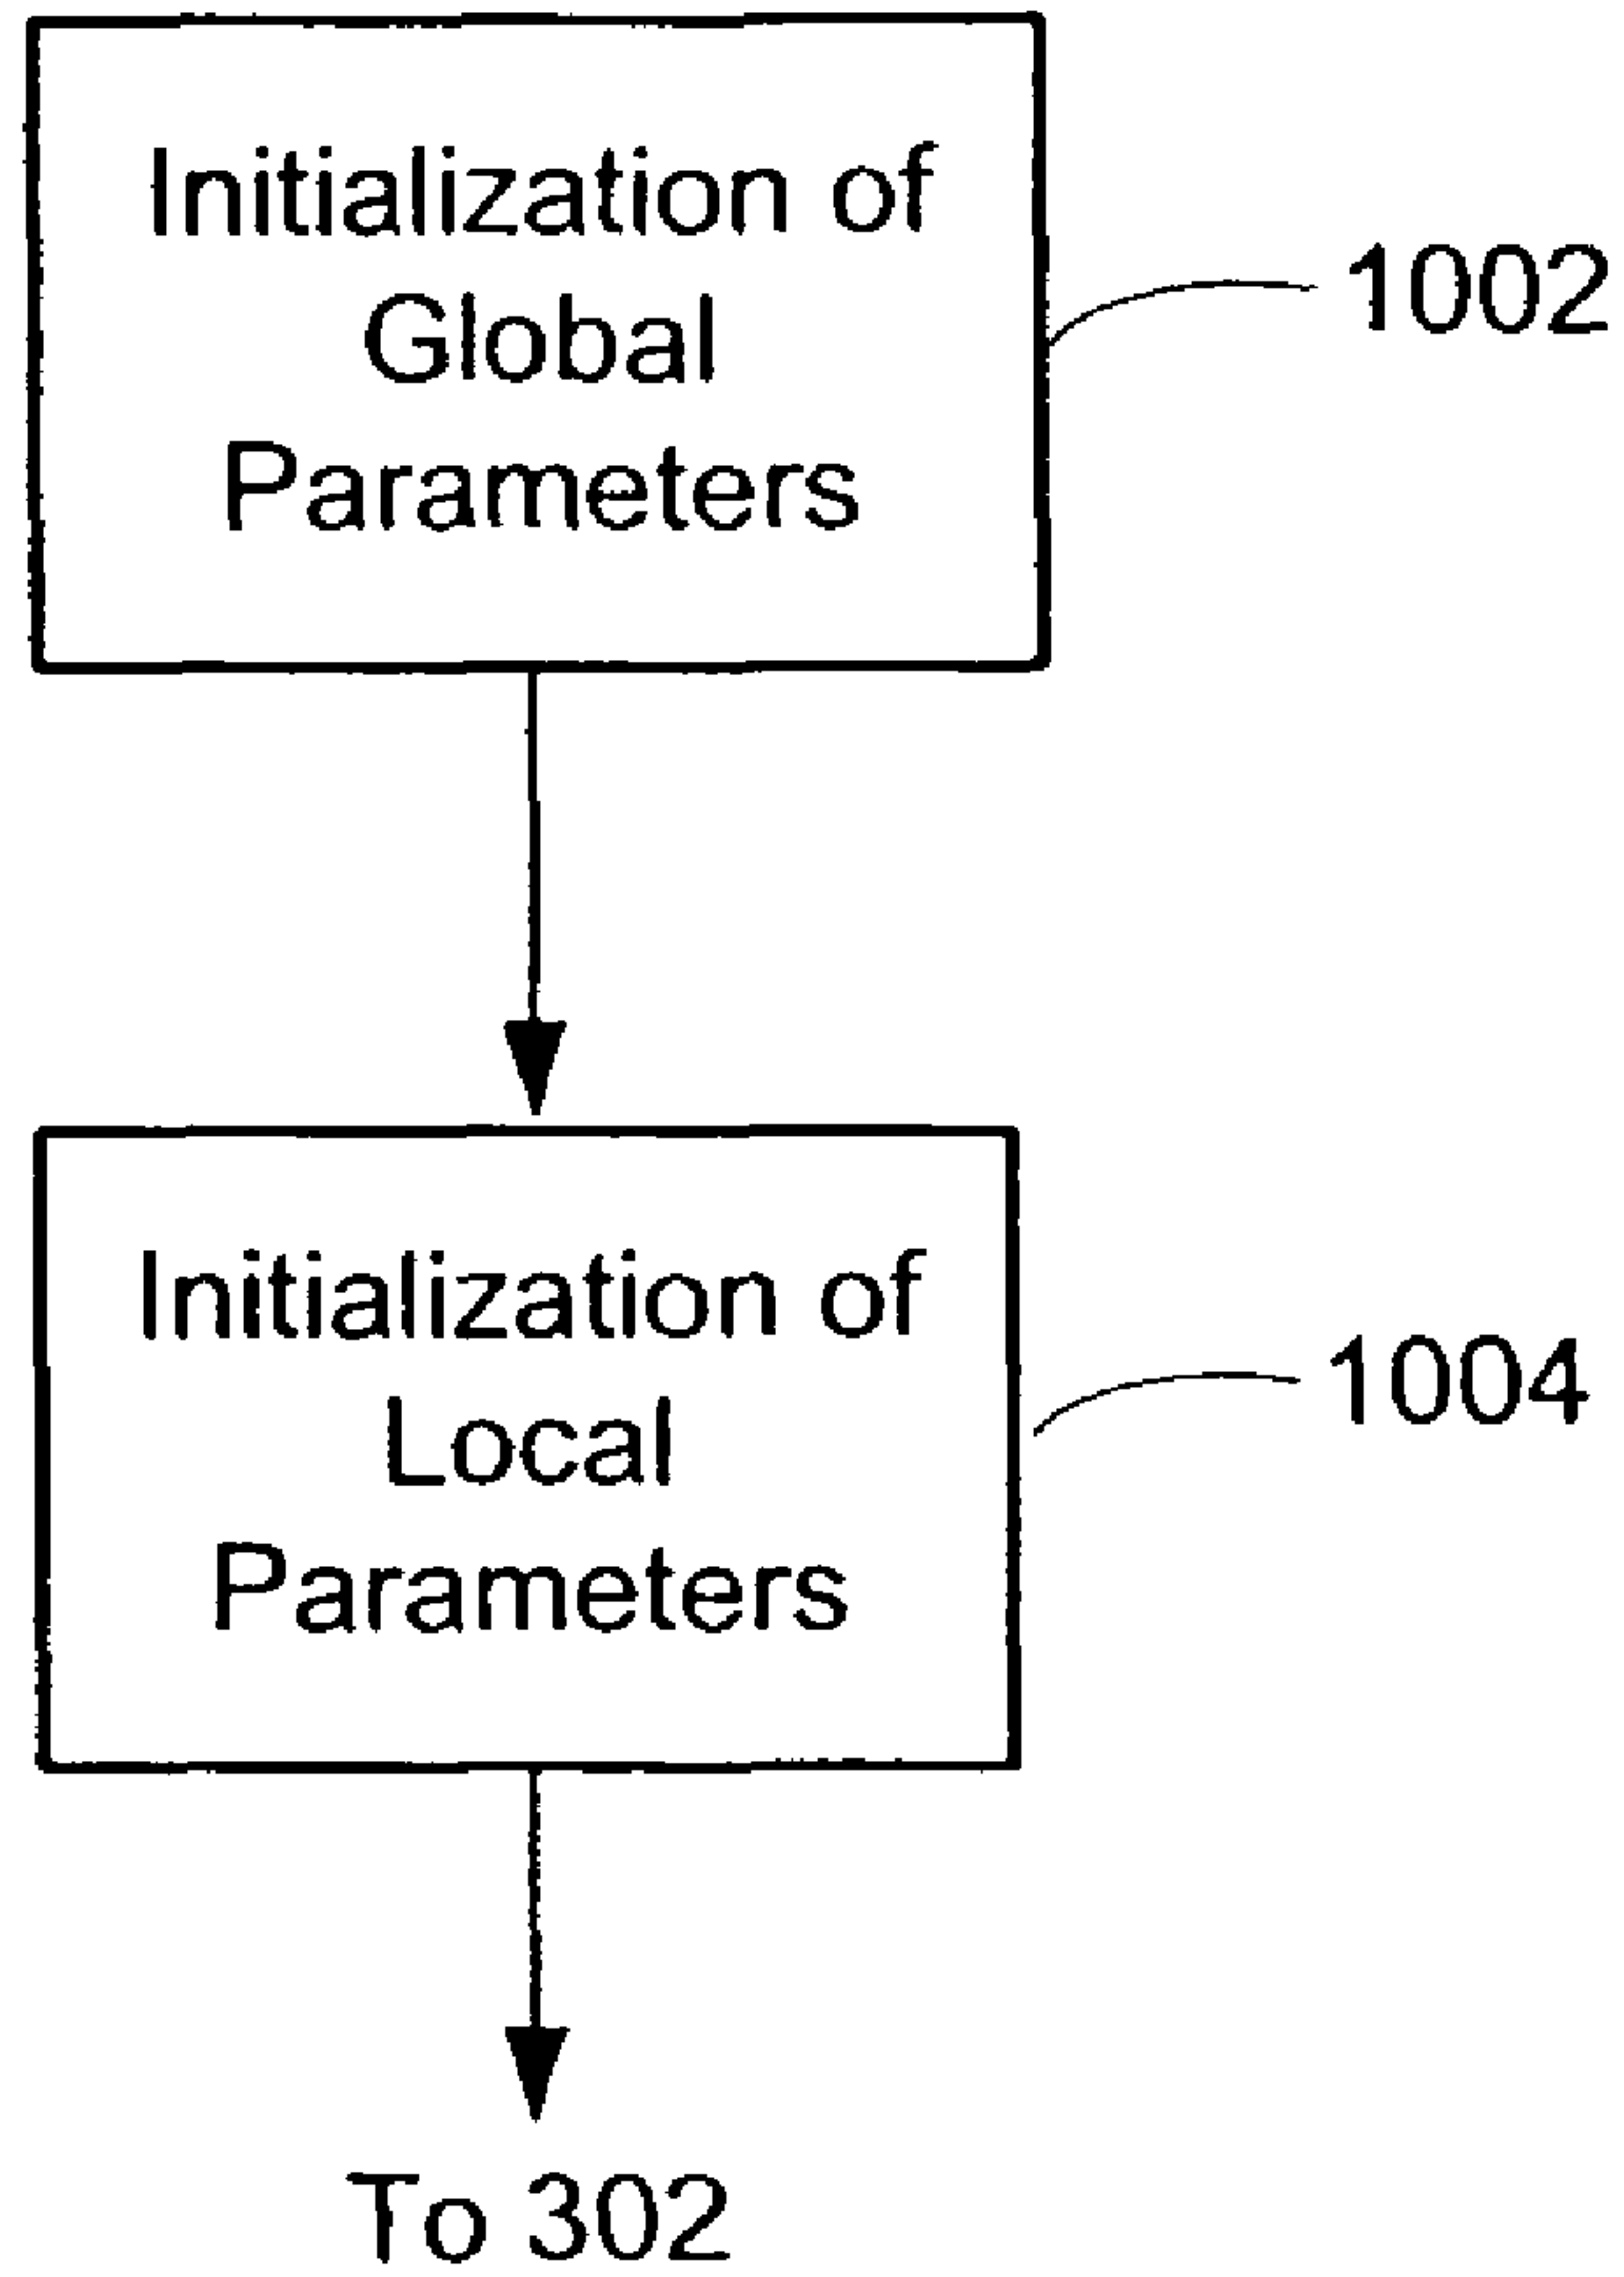 Initialization of
Global
Parameters
1002
Initialization of
Local
Parameters
1004
To 302